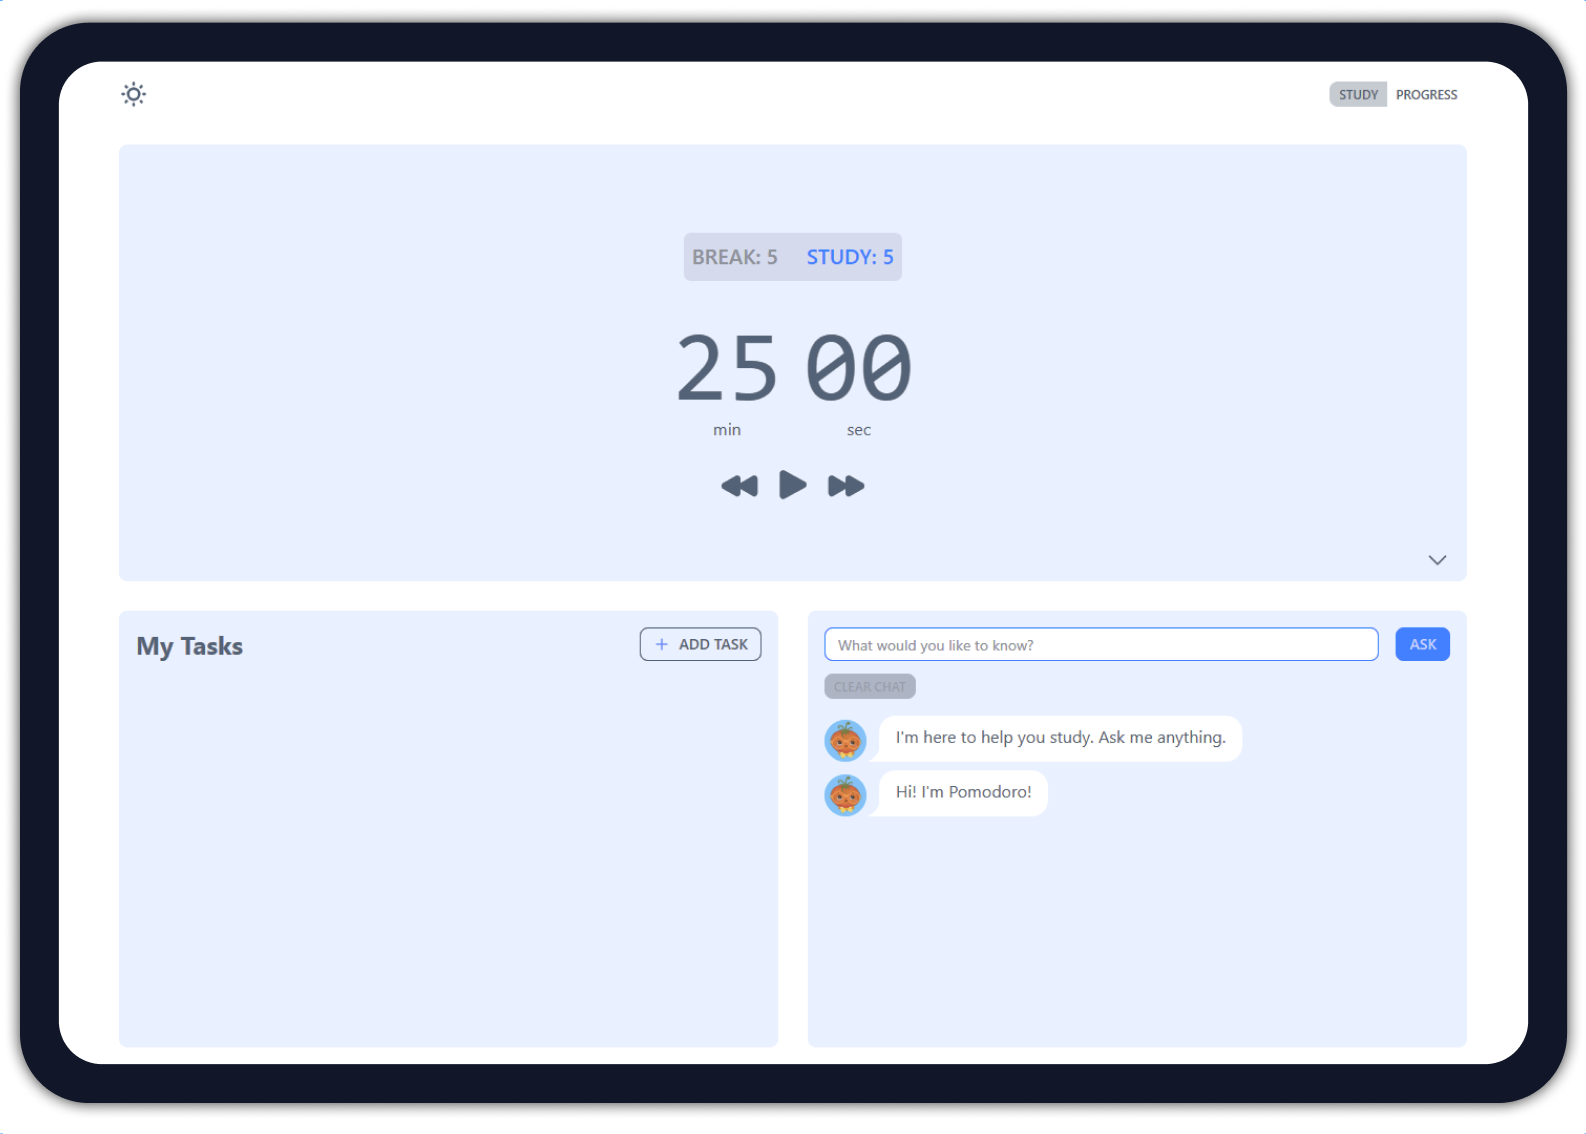 STUDY PROGRESS
BREAK: 5 STUDY: 5
25 00
min sec
My Tasks
+ ADD TASK
What would you like to know?
ASK
CLEAR CHAT
I'm here to help you study. Ask me anything.
Hi! I'm Pomodoro!